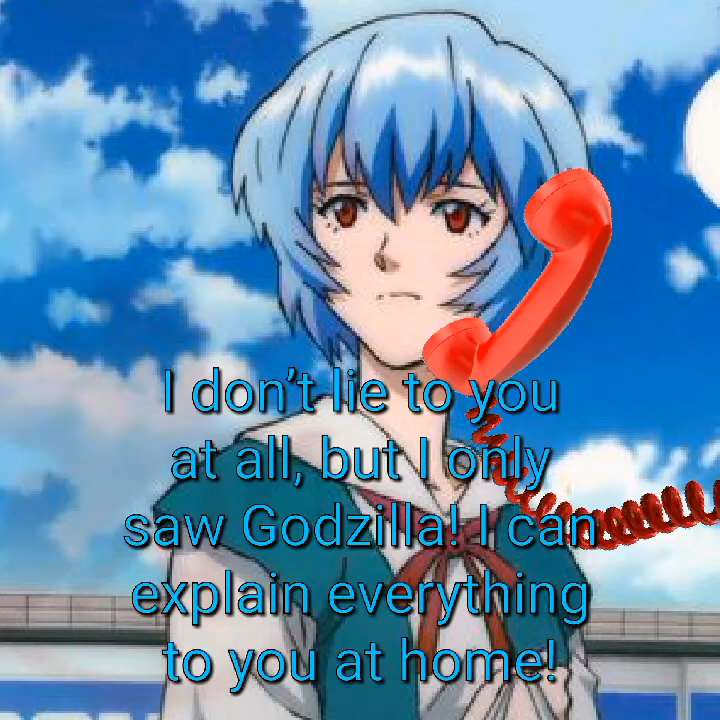 I don’t lie to you
at all, but I only
saw Godzilla! I can
explain everything
to you at home!